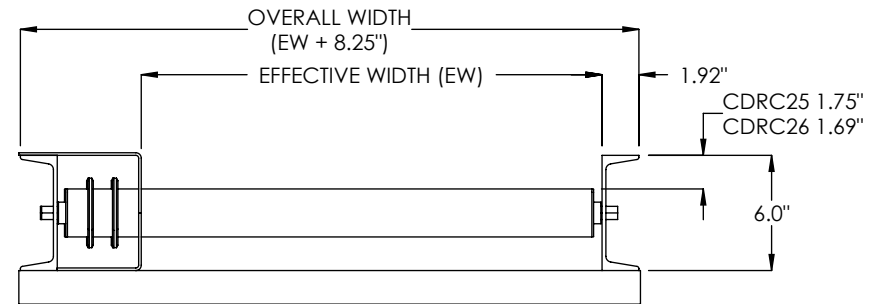 OVERALL WIDTH
(EW + 8.25")
EFFECTIVE WIDTH (EW)
1.92"
CDRC25 1.75"
CDRC26 1.69"
6.0"